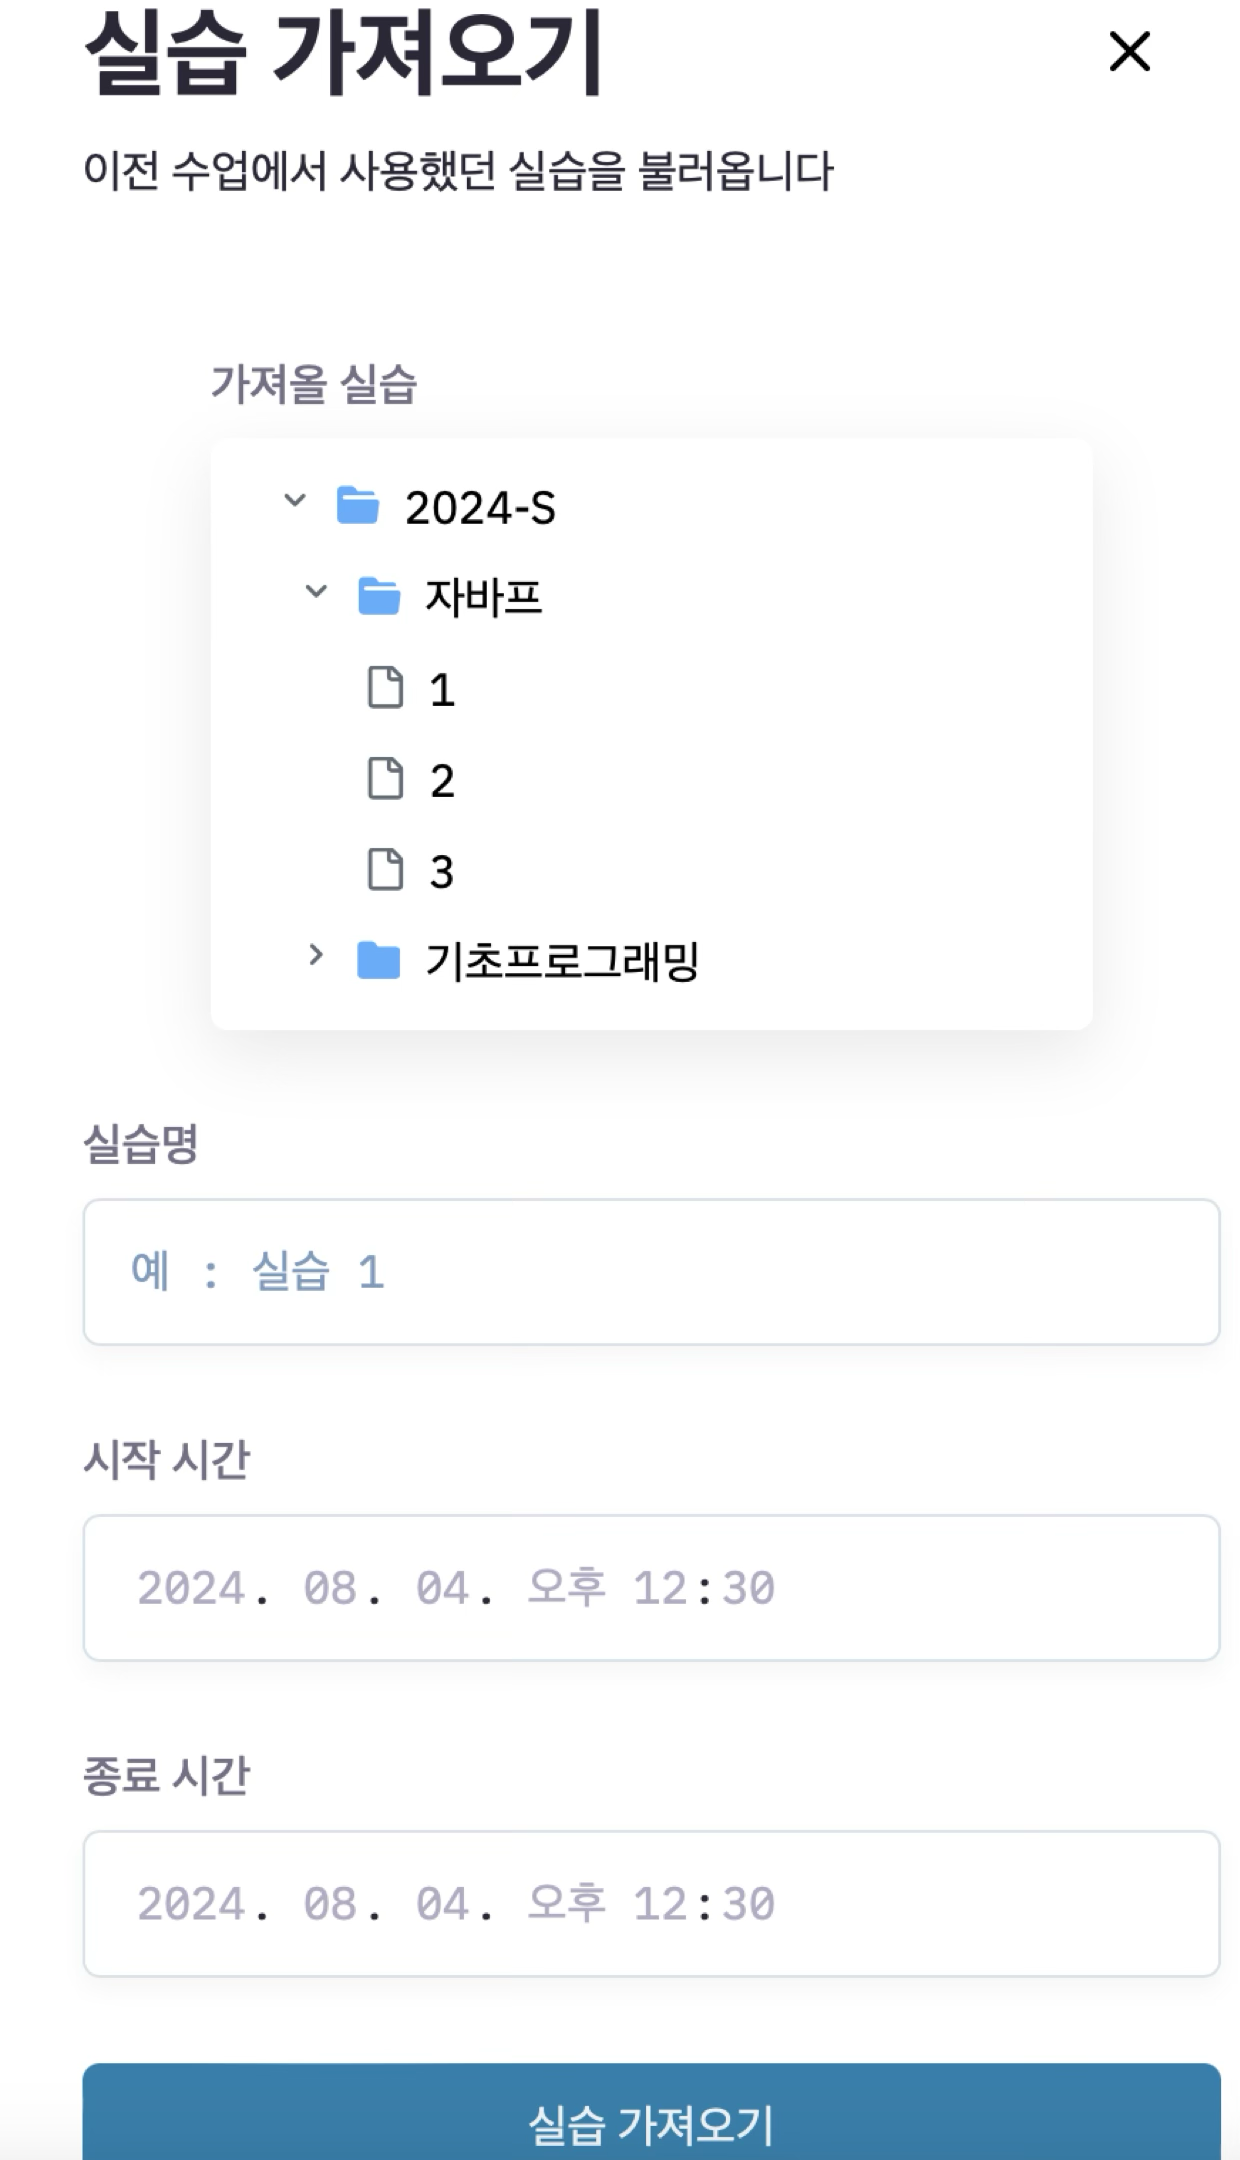 실습 가져오기
이전 수업에서 사용했던 실습을 불러옵니다
가져올 실습
2024-S
자바프
1
2
3
기초프로그래밍
실습명
예 : 실습 1
시작 시간
2024. 08. 04. 오후 12:30
종료 시간
2024. 08. 04. 오후 12:30
실습 가져오기